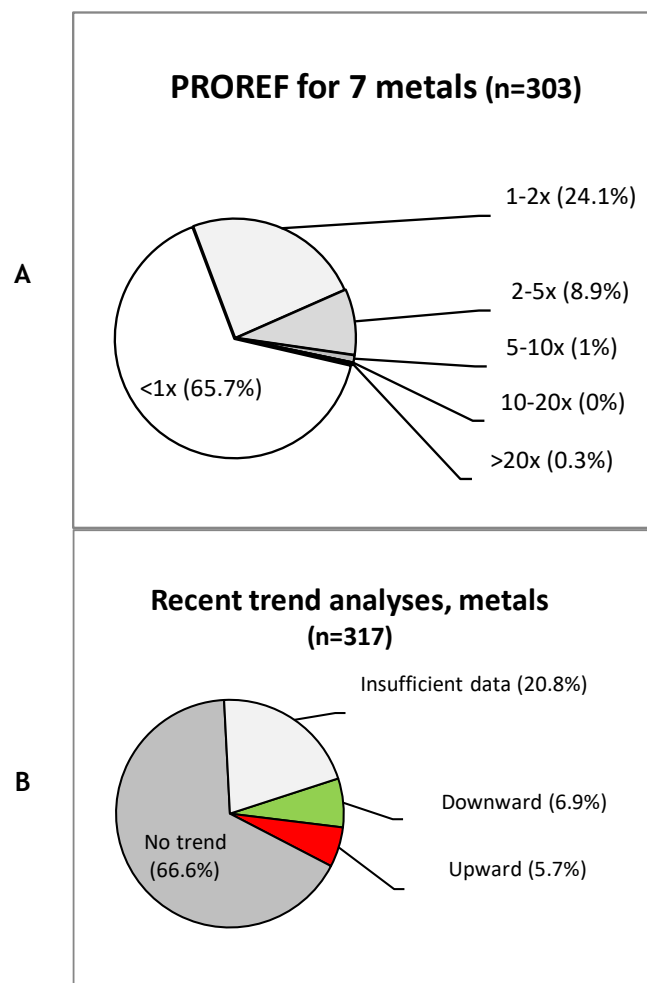 PROREF for 7 metals (n=303)
1-2x (24.1%)
A
2-5x (8.9%)
5-10x (1%)
<1x (65.7%)
10-20x (0%)
>20x (0.3%)
Recent trend analyses, metals
(n=317)
Insufficient data (20.8%)
B
Downward (6.9%)
No trend
(66.6%)
Upward (5.7%)